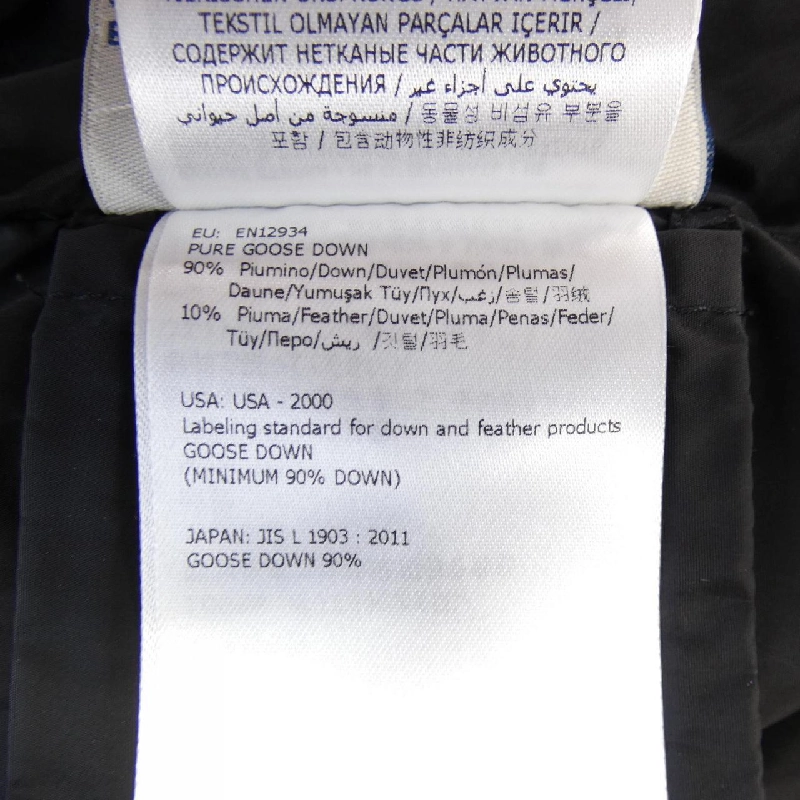 TEKSTIL OLMAYAN PARÇALAR IÇERIR /
СОДЕРЖИТ НЕТКАНЫЕ ЧАСТИ ЖИВОТНОГО
ПРОИСХОЖДЕНИЯ / يحتوي على أجزاء غير
منسوجة من أصل حيواني / 동물성 비섬유 부분을
포함 / 包含动物性非纺织成分
EU: EN12934
PURE GOOSE DOWN
90% Piumino/Down/Duvet/Plumón/Plumas/
Daune/Yumuşak Tüy/Пух/زغب/솜털/羽绒
10% Piuma/Feather/Duvet/Pluma/Penas/Feder/
Tüy/Перо/ريش /깃털/羽毛
USA: USA - 2000
Labeling standard for down and feather products
GOOSE DOWN
(MINIMUM 90% DOWN)
JAPAN: JIS L 1903 : 2011
GOOSE DOWN 90%